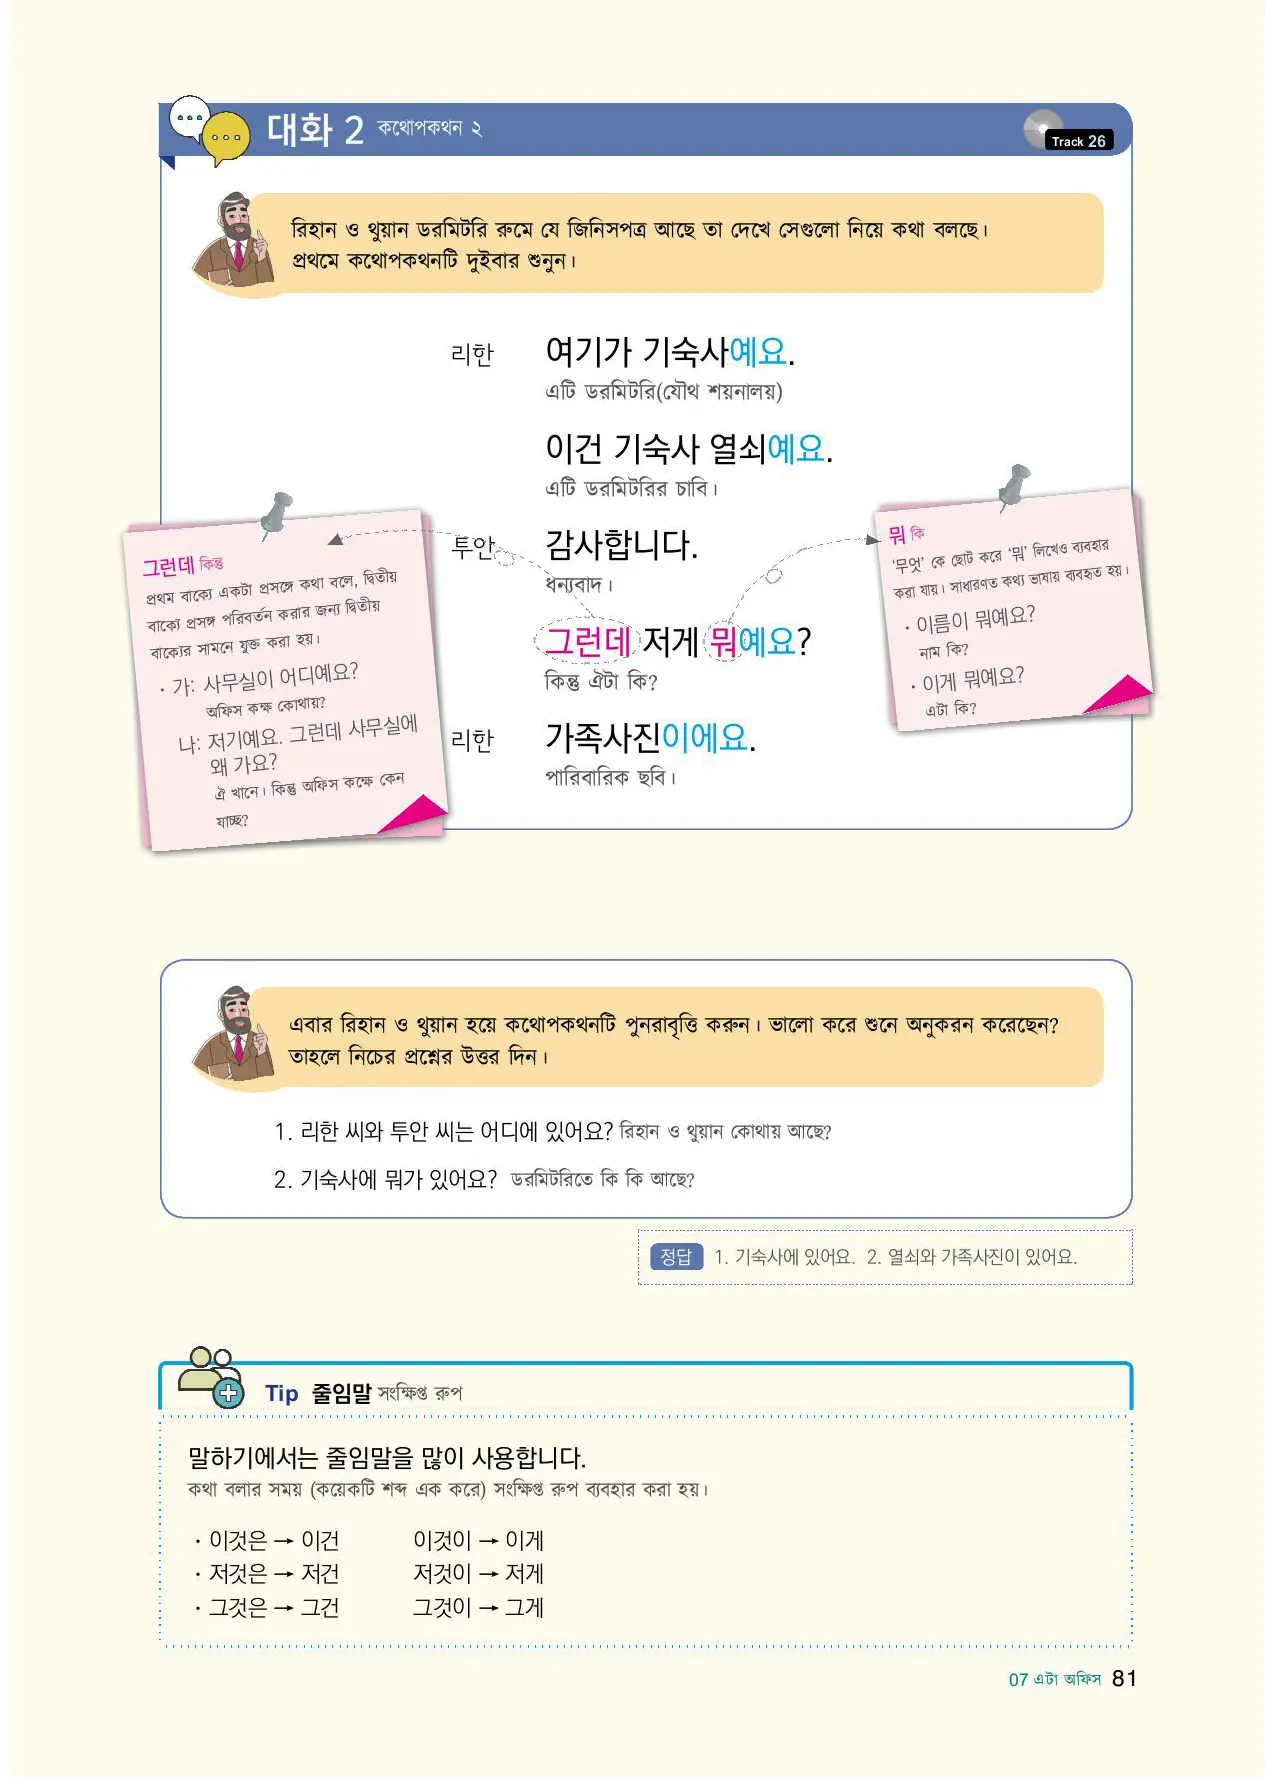 대화 2 কথোপকথন ২
Track 26
রিহান ও থুয়ান ডরমিটরি রুমে যে জিনিসপত্র আছে তা দেখে সেগুলো নিয়ে কথা বলছে।
প্রথমে কথোপকথনটি দুইবার শুনুন।
리한 여기가 기숙사예요.
এটি ডরমিটরি(যৌথ শয়নালয়)
이건 기숙사 열쇠예요.
এটি ডরমিটরির চাবি।
투안 감사합니다.
ধন্যবাদ।
그런데 저게 뭐예요?
কিন্তু ঐটা কি?
리한 가족사진이에요.
পারিবারিক ছবি।
그런데 কিন্তু
প্রথম বাক্যে একটা প্রসঙ্গে কথা বলে, দ্বিতীয়
বাক্যে প্রসঙ্গ পরিবর্তন করার জন্য দ্বিতীয়
বাক্যের সামনে যুক্ত করা হয়।
· 가: 사무실이 어디예요?
অফিস কক্ষ কোথায়?
나: 저기예요. 그런데 사무실에
왜 가요?
ঐ খানে। কিন্তু অফিস কক্ষে কেন
যাচ্ছ?
뭐 কি
‘무엇’ কে ছোট করে ‘뭐’ লিখেও ব্যবহার
করা যায়। সাধারণত কথ্য ভাষায় ব্যবহৃত হয়।
· 이름이 뭐예요?
নাম কি?
· 이게 뭐예요?
এটা কি?
এবার রিহান ও থুয়ান হয়ে কথোপকথনটি পুনরাবৃত্তি করুন। ভালো করে শুনে অনুকরন করেছেন?
তাহলে নিচের প্রশ্নের উত্তর দিন।
1. 리한 씨와 투안 씨는 어디에 있어요? রিহান ও থুয়ান কোথায় আছে?
2. 기숙사에 뭐가 있어요? ডরমিটরিতে কি কি আছে?
정답 1. 기숙사에 있어요. 2. 열쇠와 가족사진이 있어요.
Tip 줄임말 সংক্ষিপ্ত রুপ
말하기에서는 줄임말을 많이 사용합니다.
কথা বলার সময় (কয়েকটি শব্দ এক করে) সংক্ষিপ্ত রুপ ব্যবহার করা হয়।
· 이것은 → 이건 이것이 → 이게
· 저것은 → 저건 저것이 → 저게
· 그것은 → 그건 그것이 → 그게
07 এটা অফিস 81